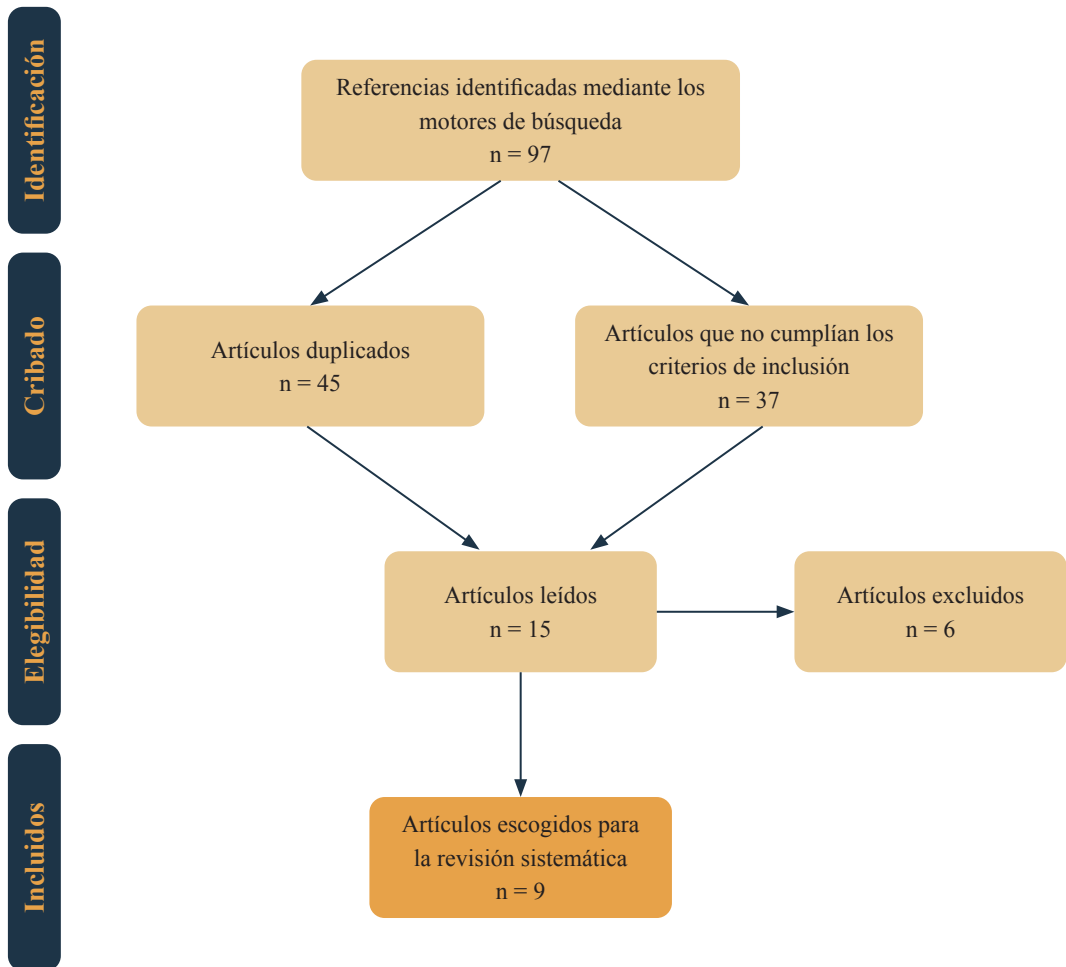 Identificación
Referencias identificadas mediante los
motores de búsqueda
n = 97
Cribado
Artículos duplicados
n = 45
Artículos que no cumplían los
criterios de inclusión
n = 37
Elegibilidad
Artículos leídos
n = 15
Artículos excluidos
n = 6
Incluidos
Artículos escogidos para
la revisión sistemática
n = 9